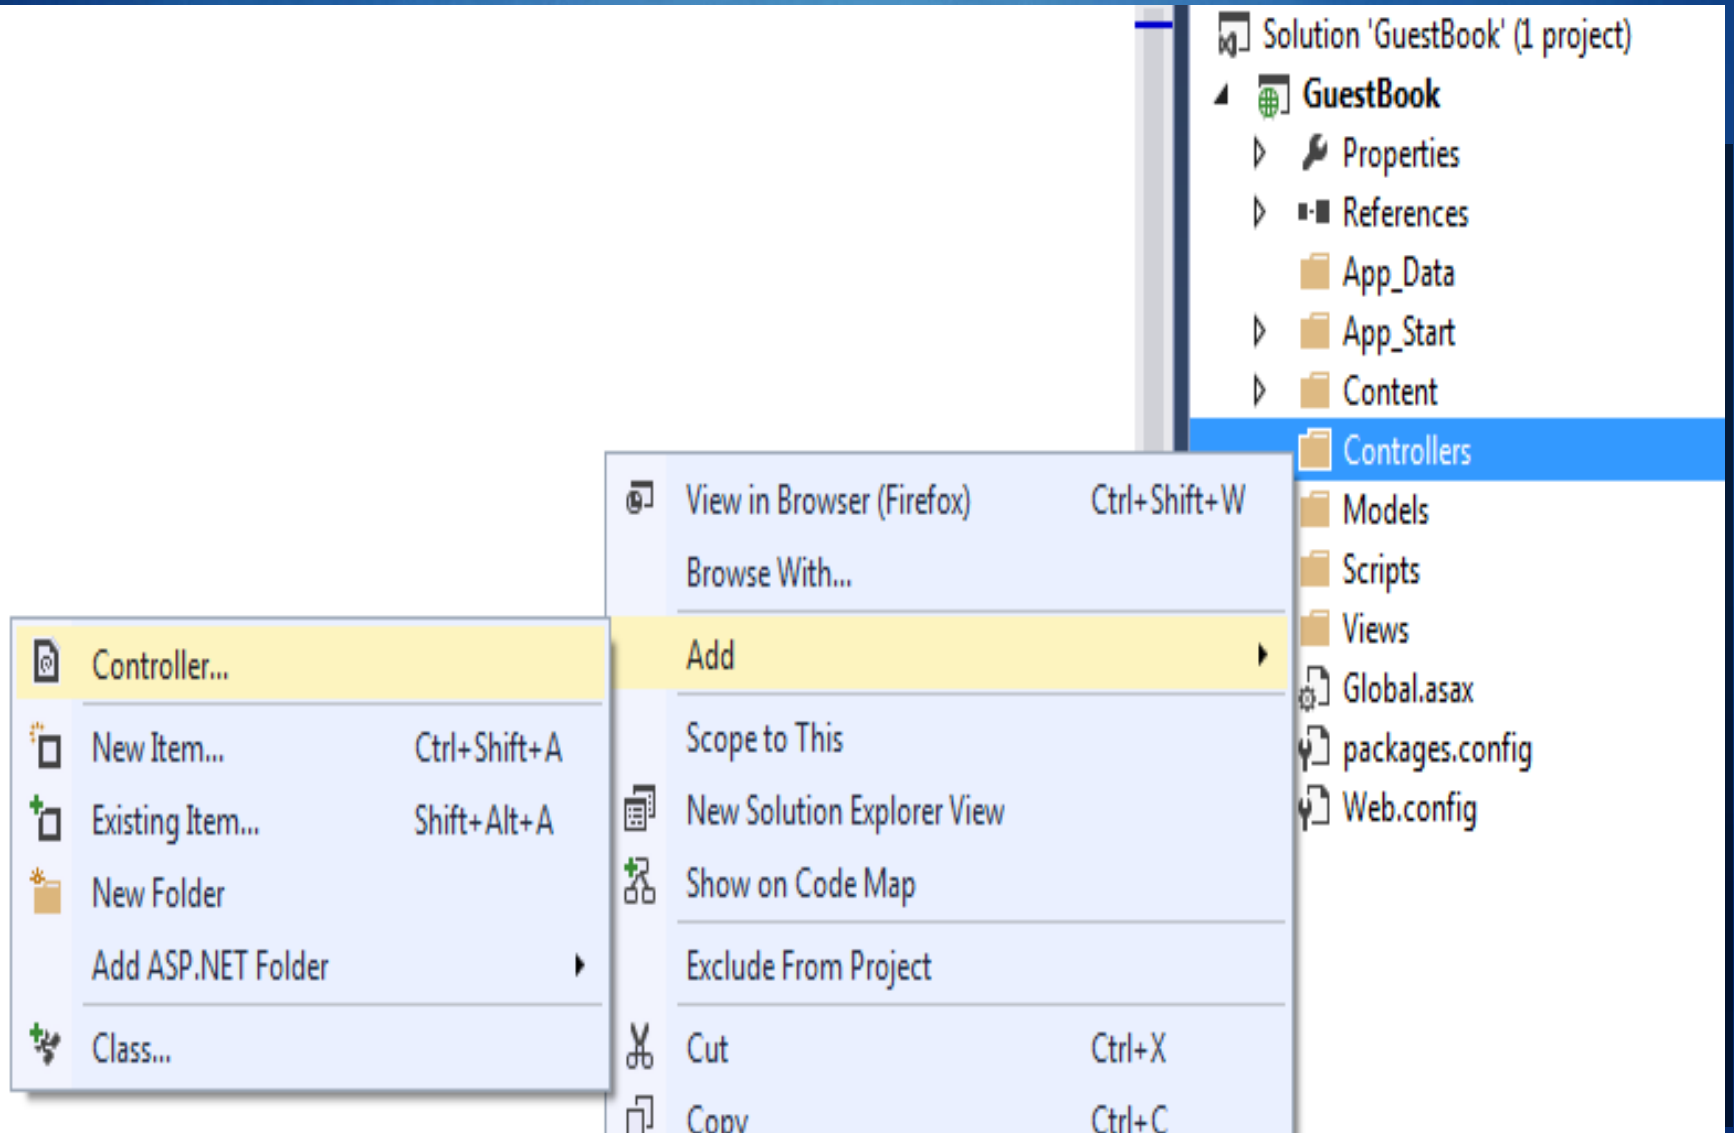 Solution 'GuestBook' (1 project)
GuestBook
Properties
References
App_Data
App_Start
Content
Controllers
Models
Scripts
Views
Global.asax
packages.config
Web.config
View in Browser (Firefox) Ctrl+Shift+W
Browse With...
Add
Scope to This
New Solution Explorer View
Show on Code Map
Exclude From Project
Cut Ctrl+X
Copy Ctrl+C
Controller...
New Item... Ctrl+Shift+A
Existing Item... Shift+Alt+A
New Folder
Add ASP.NET Folder
Class...